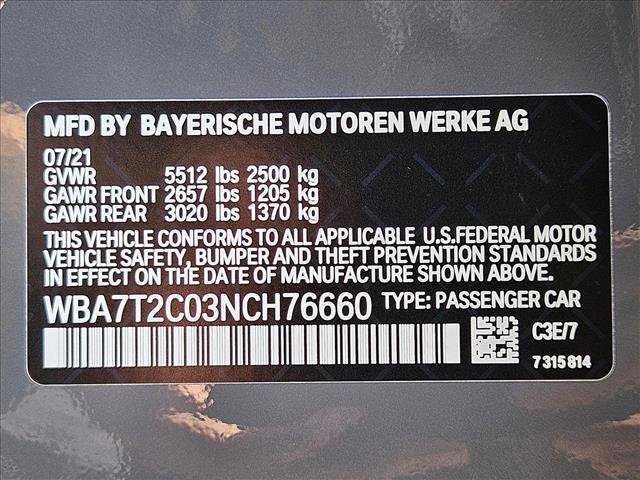 MFD BY BAYERISCHE MOTOREN WERKE AG
07/21
GVWR 5512 lbs 2500 kg
GAWR FRONT 2657 lbs 1205 kg
GAWR REAR 3020 lbs 1370 kg
THIS VEHICLE CONFORMS TO ALL APPLICABLE U.S.FEDERAL MOTOR
VEHICLE SAFETY, BUMPER AND THEFT PREVENTION STANDARDS
IN EFFECT ON THE DATE OF MANUFACTURE SHOWN ABOVE.
WBA7T2C03NCH76660 TYPE: PASSENGER CAR
C3E/7
7 315 814